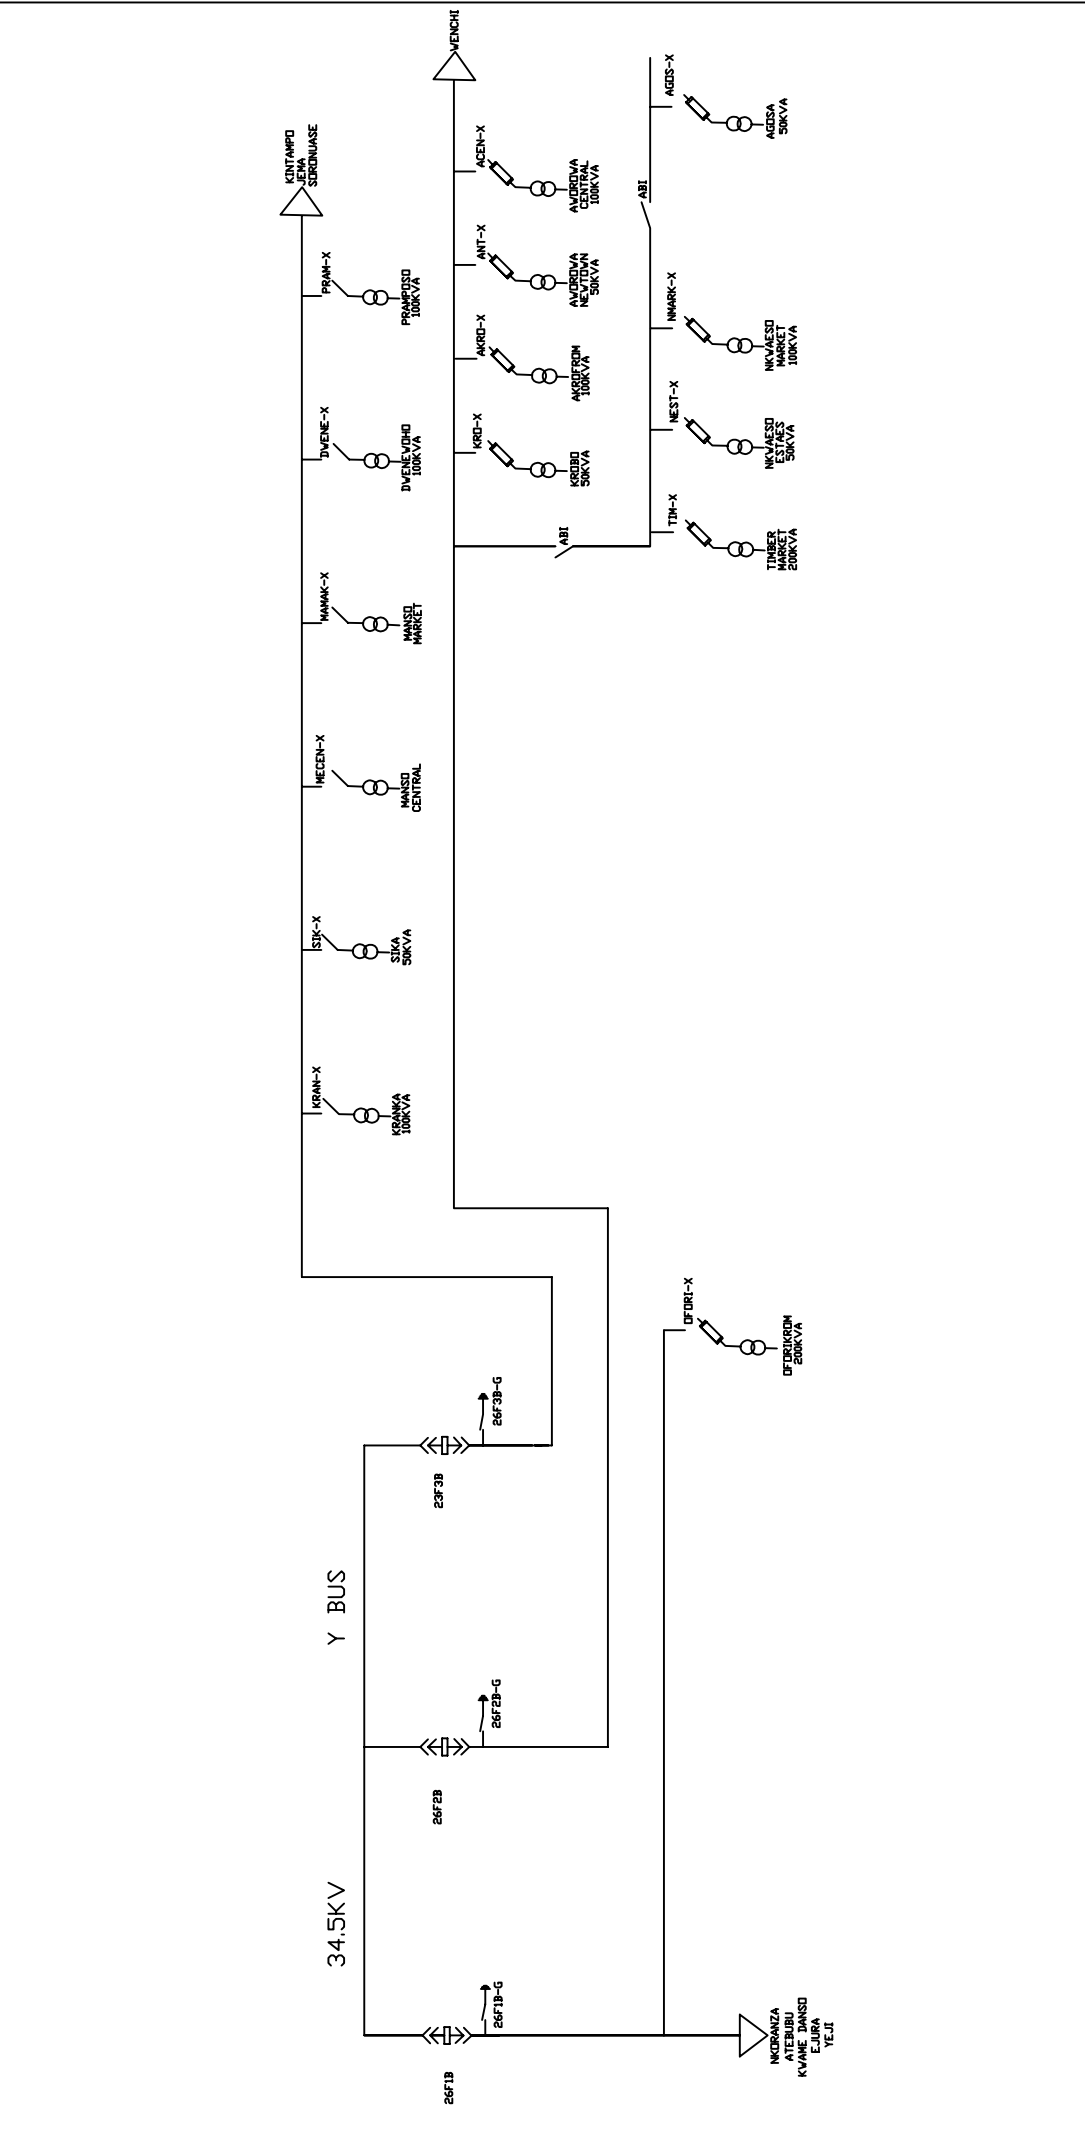 WENCHI
KINTAMPO
JEMA
SORONUASE
AGOS-X
AGOSA
50KVA
ACEN-X
AWOROWA
CENTRAL
100KVA
ABI
ANT-X
AWOROWA
NEWTOWN
50KVA
PRAM-X
PRAMPOSO
100KVA
NMARK-X
NKWAESO
MARKET
100KVA
AKRO-X
AKROFROM
100KVA
DWENE-X
DWENEWOHO
100KVA
KRO-X
KROBO
50KVA
NEST-X
NKWAESO
ESTAES
50KVA
TIM-X
TIMBER
MARKET
200KVA
ABI
MAMAK-X
MANSO
MARKET
MECEN-X
MANSO
CENTRAL
SIK-X
SIKA
50KVA
KRAN-X
KRANKA
100KVA
OFORI-X
OFORIKROM
200KVA
26F3B-G
23F3B
Y BUS
26F2B-G
26F2B
34.5KV
26F1B-G
26F1B
NKORANZA
ATEBUBU
KWAME DANSO
EJURA
YEJI